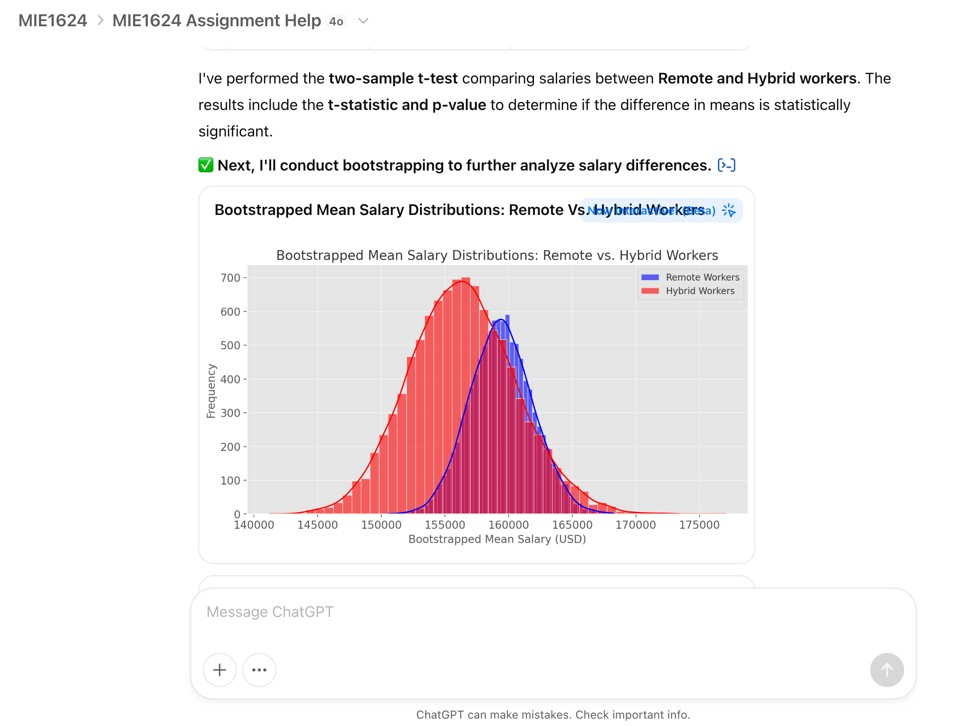 MIE1624 > MIE1624 Assignment Help 4o
I've performed the two-sample t-test comparing salaries between Remote and Hybrid workers. The
results include the t-statistic and p-value to determine if the difference in means is statistically
significant.
✅ Next, I'll conduct bootstrapping to further analyze salary differences. [>-]
Bootstrapped Mean Salary Distributions: Remote Vs. Hybrid Workers
Now interactive! (Beta)
Bootstrapped Mean Salary Distributions: Remote vs. Hybrid Workers
Remote Workers
Hybrid Workers
700
600
500
400
300
200
100
0
Frequency
140000 145000 150000 155000 160000 165000 170000 175000
Bootstrapped Mean Salary (USD)
Message ChatGPT
ChatGPT can make mistakes. Check important info.